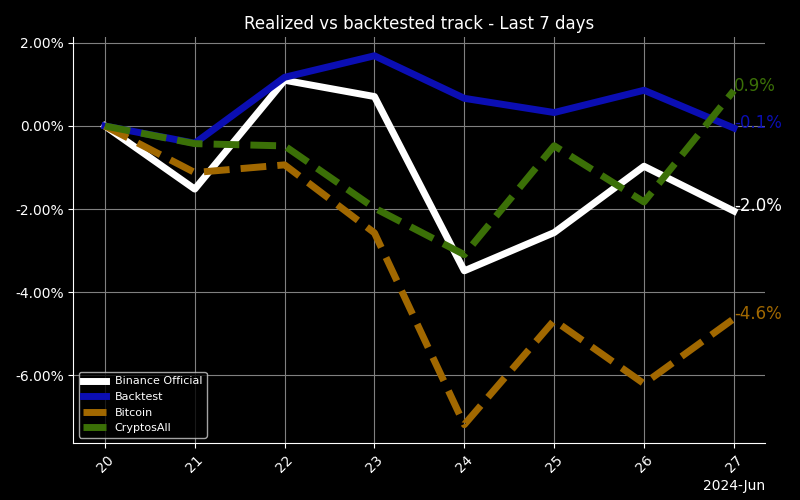 Realized vs backtested track - Last 7 days
2.00%
0.00%
-2.00%
-4.00%
-6.00%
0.9%
-0.1%
-2.0%
-4.6%
Binance Official
Backtest
Bitcoin
CryptosAll
20
21
22
23
24
25
26
27
2024-Jun